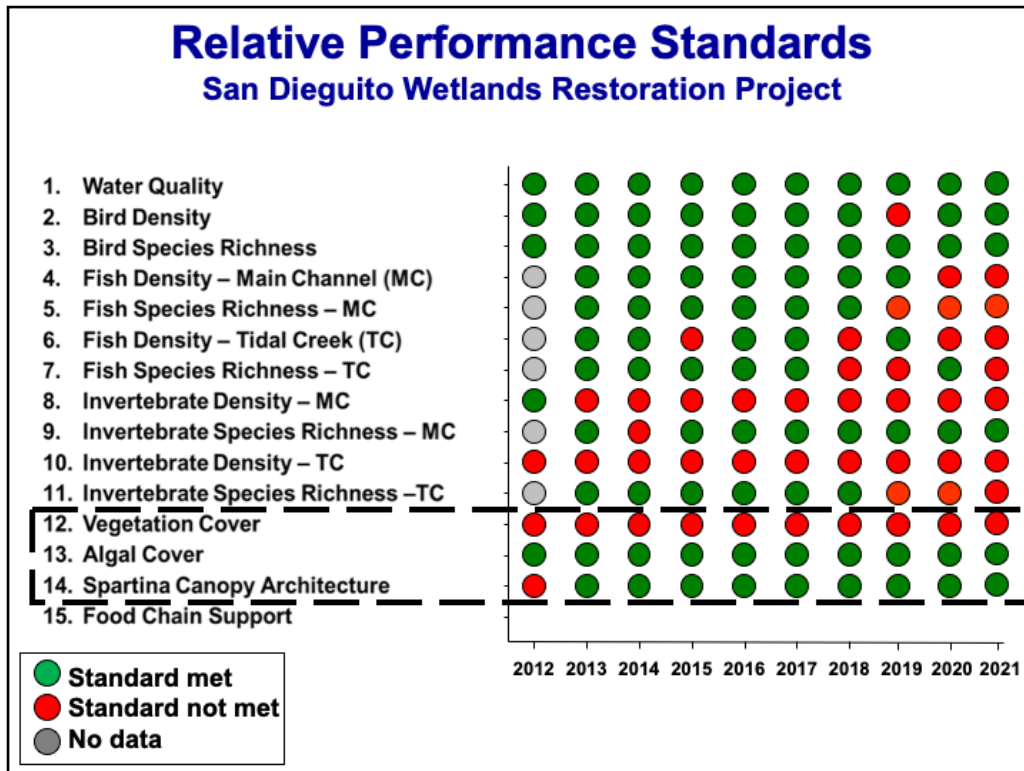 Relative Performance Standards
San Dieguito Wetlands Restoration Project
1. Water Quality
2. Bird Density
3. Bird Species Richness
4. Fish Density – Main Channel (MC)
5. Fish Species Richness – MC
6. Fish Density – Tidal Creek (TC)
7. Fish Species Richness – TC
8. Invertebrate Density – MC
9. Invertebrate Species Richness – MC
10. Invertebrate Density – TC
11. Invertebrate Species Richness –TC
12. Vegetation Cover
13. Algal Cover
14. Spartina Canopy Architecture
15. Food Chain Support
2012 2013 2014 2015 2016 2017 2018 2019 2020 2021
Standard met
Standard not met
No data